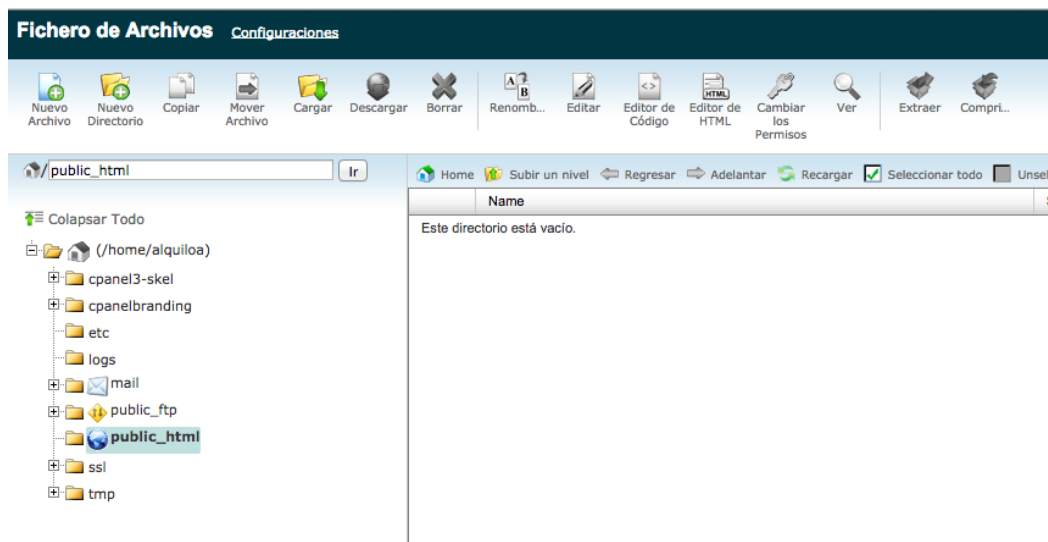 Fichero de Archivos Configuraciones
Nuevo Archivo
Nuevo Directorio
Copiar
Mover Archivo
Cargar
Descargar
Borrar
Renomb...
Editar
Editor de Código
Editor de HTML
Cambiar los Permisos
Ver
Extraer
Compri...
/ public_html Ir
Home Subir un nivel Regresar Adelantar Recargar Seleccionar todo Unsel
Name
Este directorio está vacío.
Colapsar Todo
(/home/alquiloa)
cpanel3-skel
cpanelbranding
etc
logs
mail
public_ftp
public_html
ssl
tmp